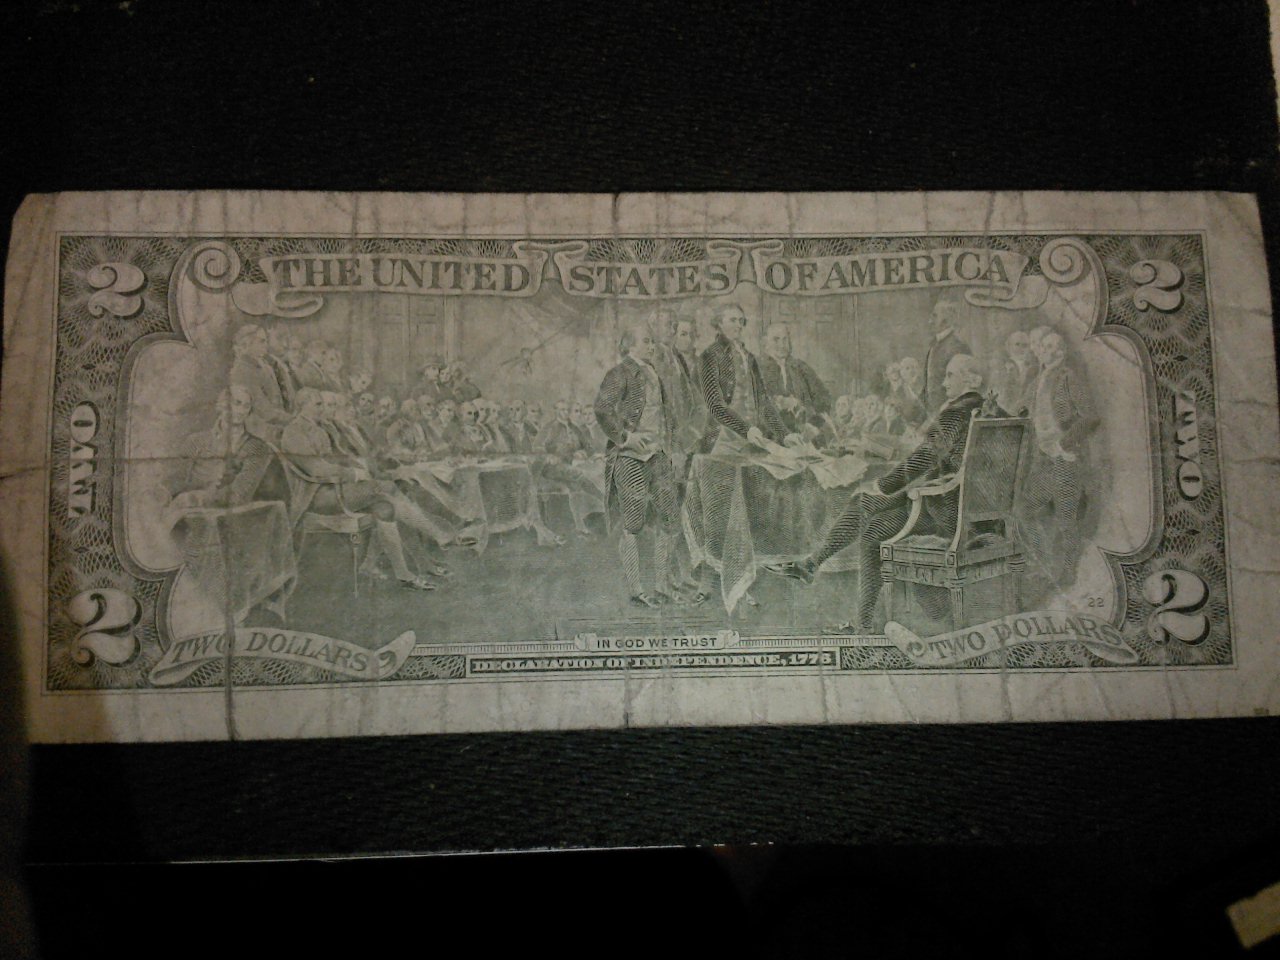 THE UNITED STATES OF AMERICA
2
2
TWO
TWO
2
2
22
TWO DOLLARS
IN GOD WE TRUST
TWO DOLLARS
DECLARATION OF INDEPENDENCE, 1776